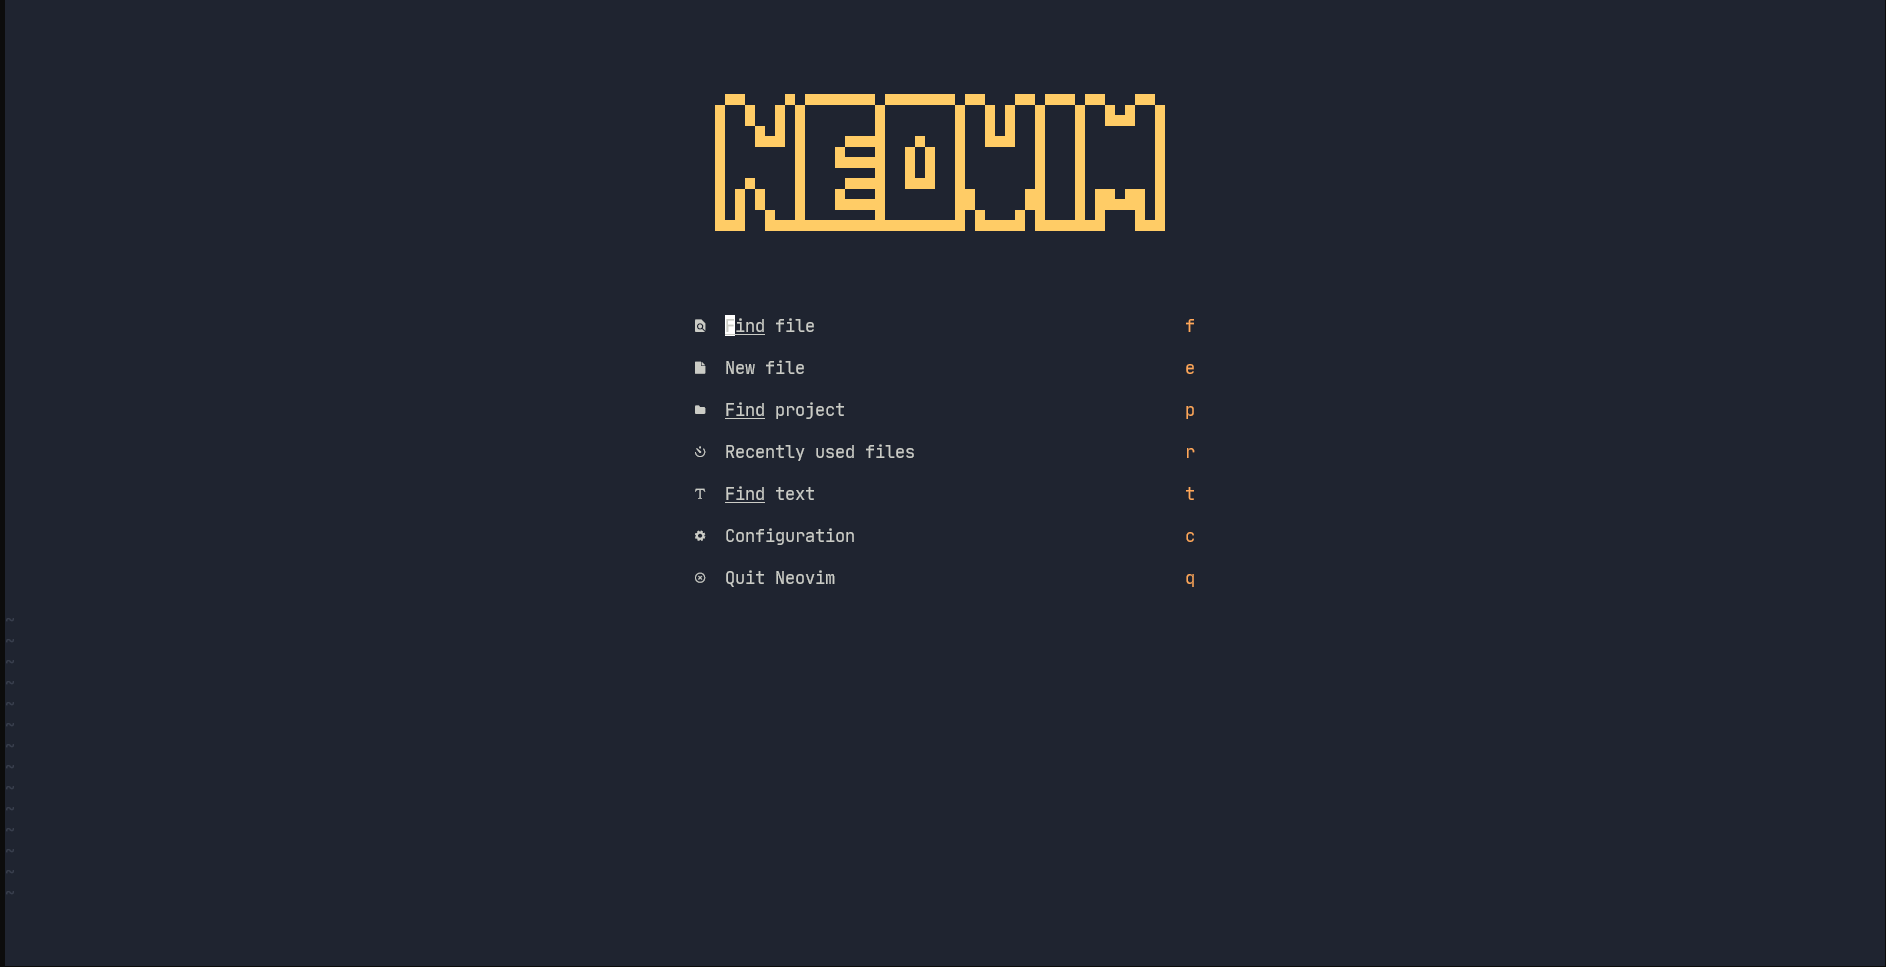 NEOVIM
Find file f
New file e
Find project p
Recently used files r
Find text t
Configuration c
Quit Neovim q
~
~
~
~
~
~
~
~
~
~
~
~
~
~